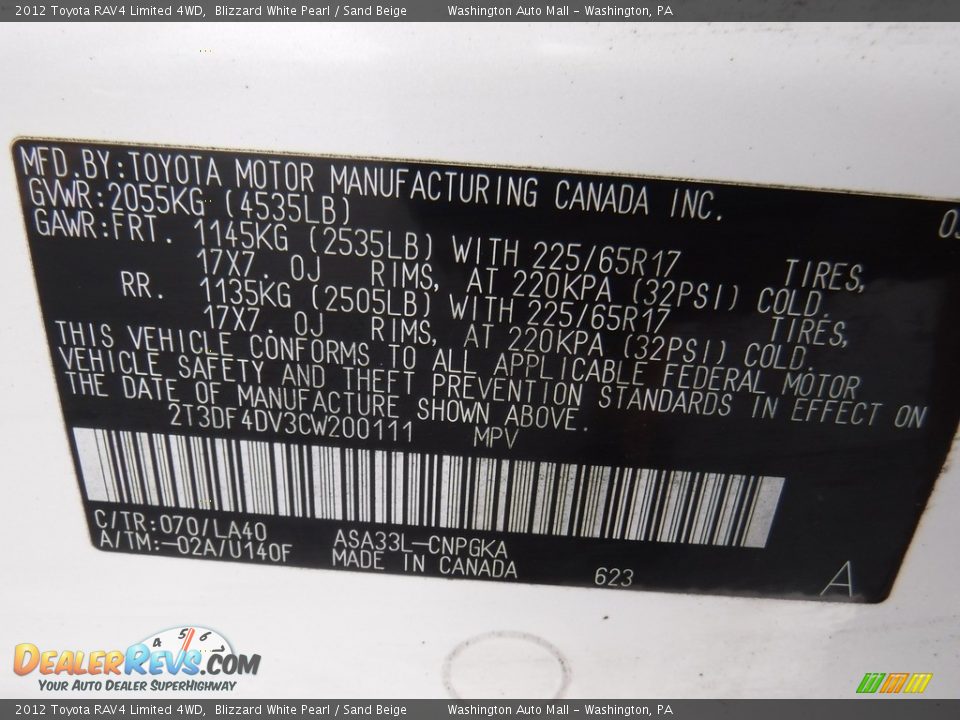 2012 Toyota RAV4 Limited 4WD, Blizzard White Pearl / Sand Beige Washington Auto Mall - Washington, PA
MFD.BY:TOYOTA MOTOR MANUFACTURING CANADA INC.
GVWR:2055KG (4535LB)
GAWR:FRT. 1145KG (2535LB) WITH 225/65R17 TIRES,
17X7. 0J RIMS, AT 220KPA (32PSI) COLD.
RR. 1135KG (2505LB) WITH 225/65R17 TIRES,
17X7. 0J RIMS, AT 220KPA (32PSI) COLD.
THIS VEHICLE CONFORMS TO ALL APPLICABLE FEDERAL MOTOR
VEHICLE SAFETY AND THEFT PREVENTION STANDARDS IN EFFECT ON
THE DATE OF MANUFACTURE SHOWN ABOVE.
2T3DF4DV3CW200111 MPV
C/TR:070/LA40
A/TM:-02A/U140F
ASA33L-CNPGKA
MADE IN CANADA
623
A
4 5 6
DEALERREVS.COM
YOUR AUTO DEALER SUPERHIGHWAY
2012 Toyota RAV4 Limited 4WD, Blizzard White Pearl / Sand Beige Washington Auto Mall - Washington, PA